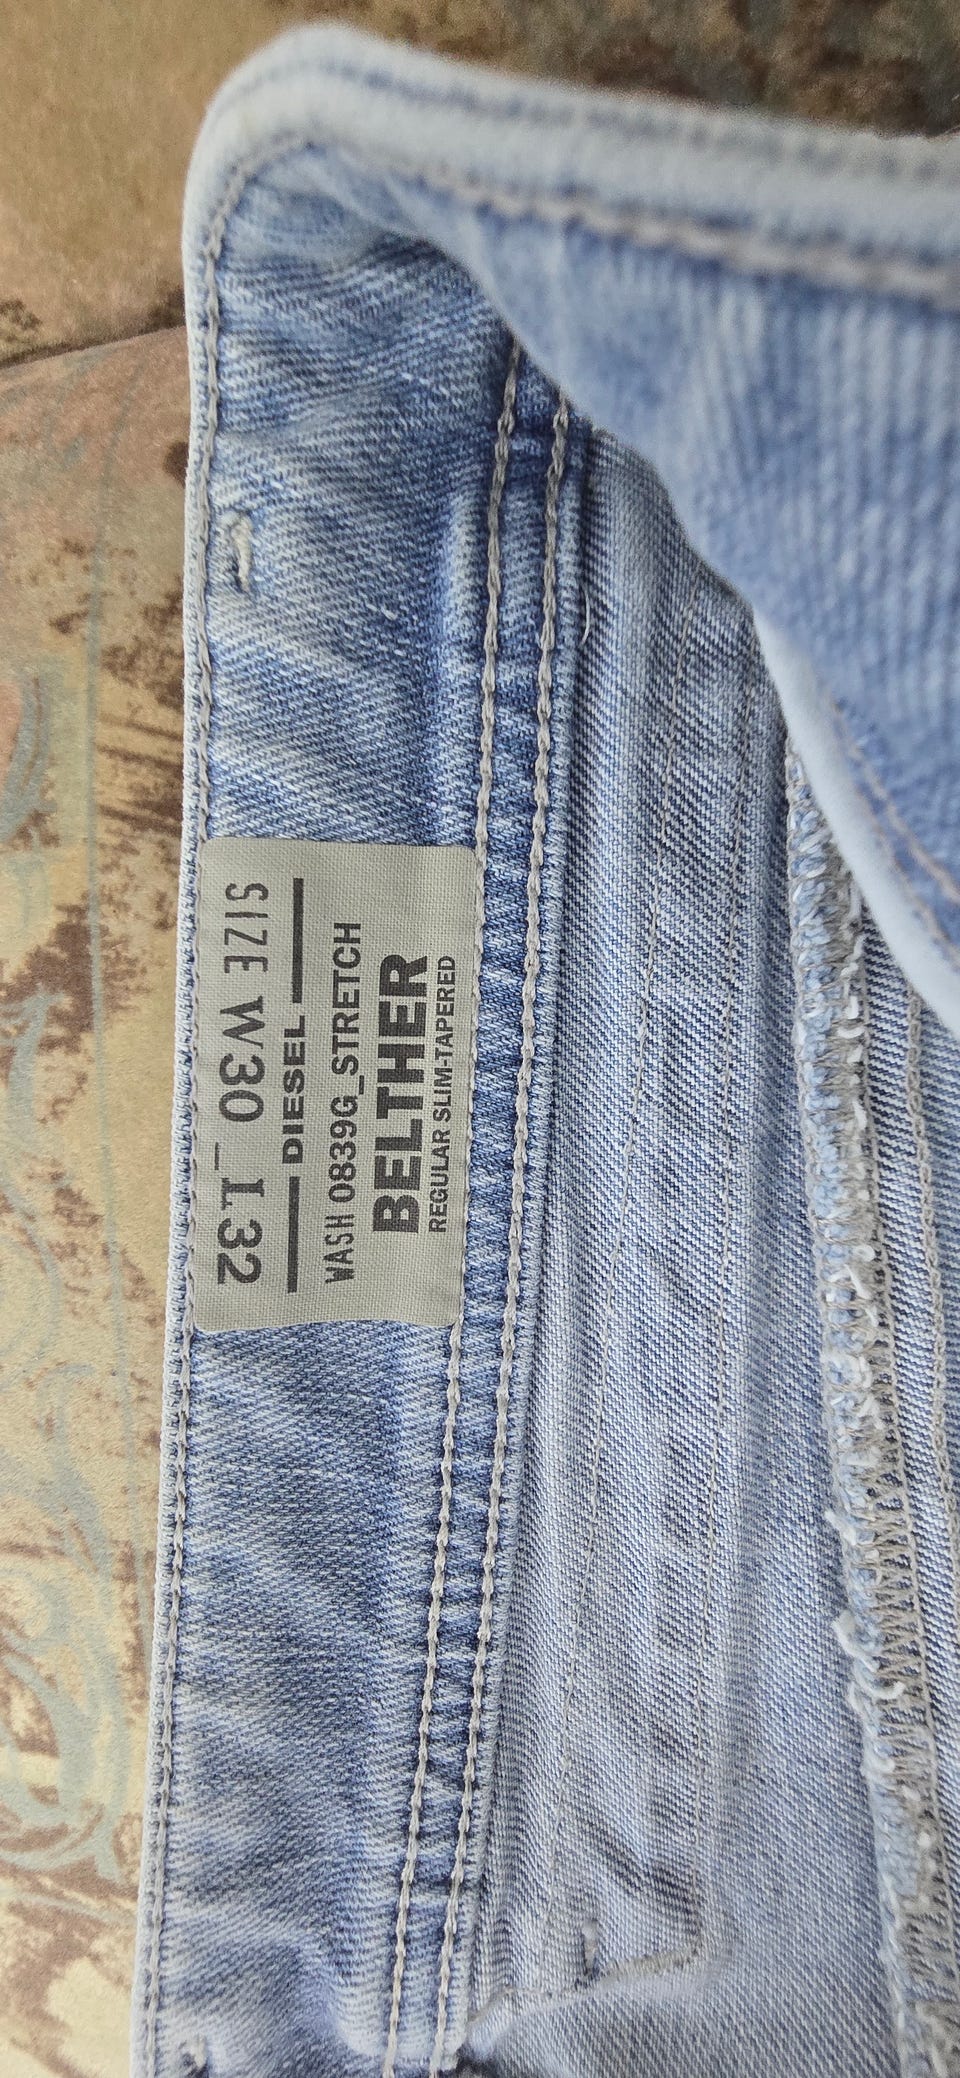 SIZE W30_L32
DIESEL
WASH 0839G_STRETCH
BELTHER
REGULAR SLIM-TAPERED